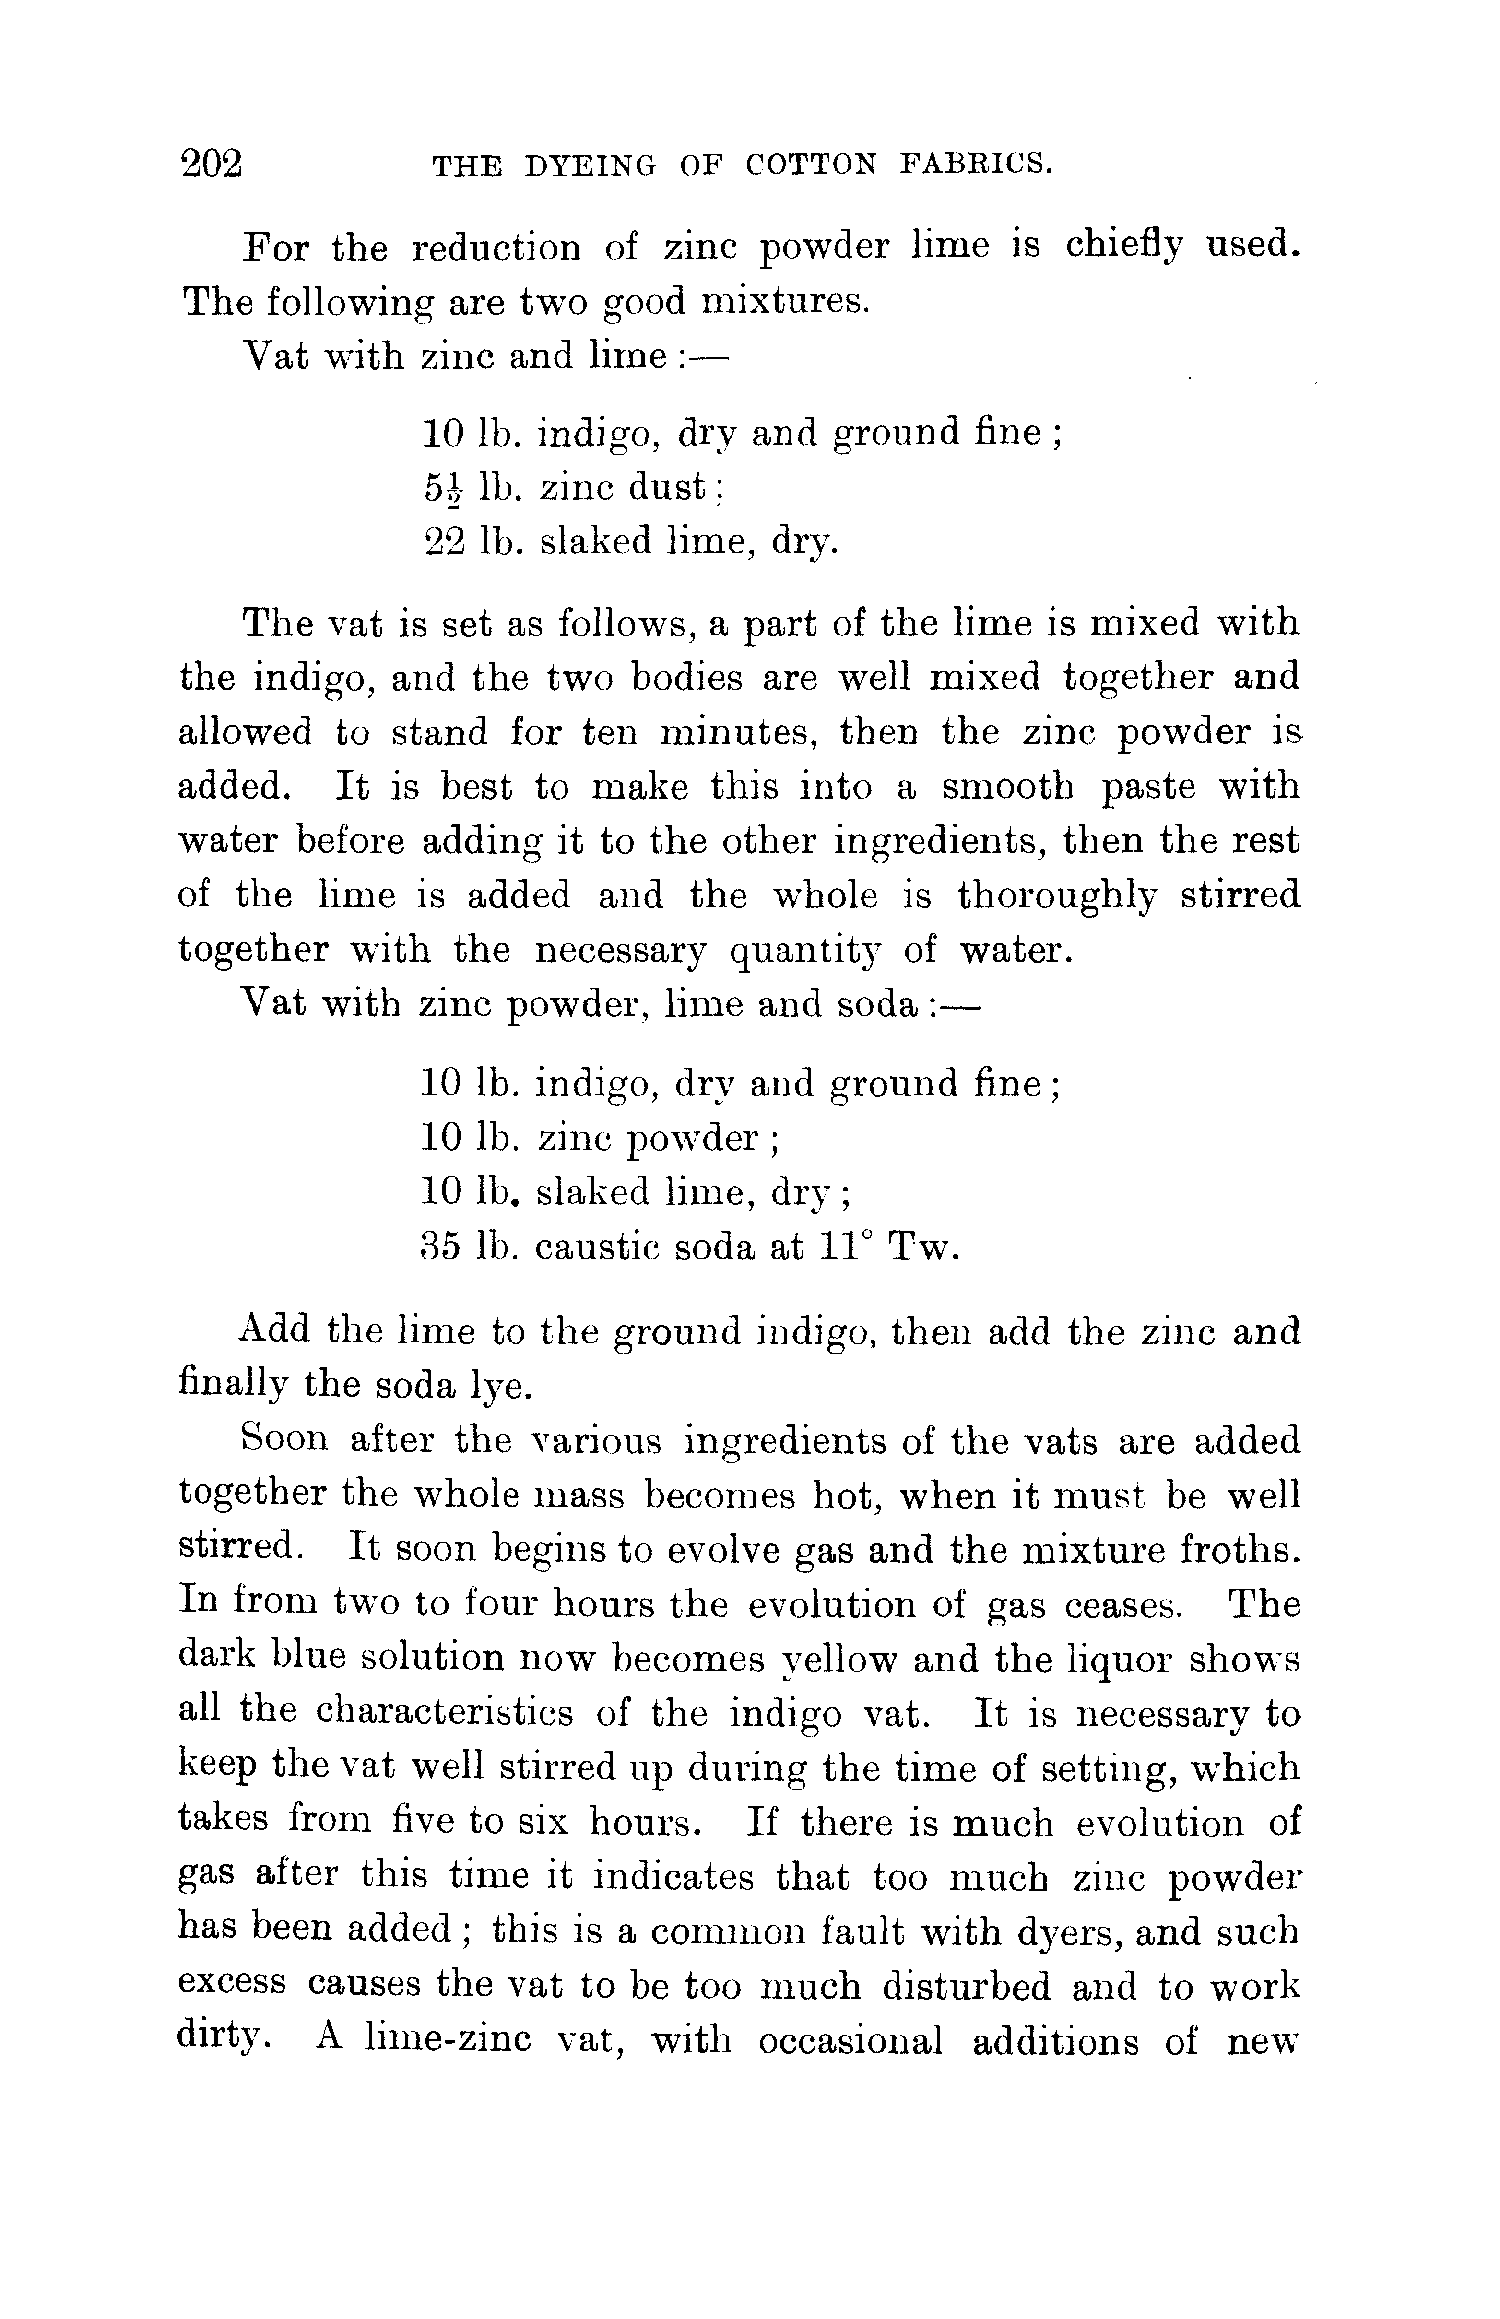 202 THE DYEING OF COTTON FABRICS.
For the reduction of zinc powder lime is chiefly used.
The following are two good mixtures.
Vat with zinc and lime :—
10 lb. indigo, dry and ground fine ;
5½ lb. zinc dust ;
22 lb. slaked lime, dry.
The vat is set as follows, a part of the lime is mixed with
the indigo, and the two bodies are well mixed together and
allowed to stand for ten minutes, then the zinc powder is
added. It is best to make this into a smooth paste with
water before adding it to the other ingredients, then the rest
of the lime is added and the whole is thoroughly stirred
together with the necessary quantity of water.
Vat with zinc powder, lime and soda :—
10 lb. indigo, dry and ground fine ;
10 lb. zinc powder ;
10 lb. slaked lime, dry ;
35 lb. caustic soda at 11° Tw.
Add the lime to the ground indigo, then add the zinc and
finally the soda lye.
Soon after the various ingredients of the vats are added
together the whole mass becomes hot, when it must be well
stirred. It soon begins to evolve gas and the mixture froths.
In from two to four hours the evolution of gas ceases. The
dark blue solution now becomes yellow and the liquor shows
all the characteristics of the indigo vat. It is necessary to
keep the vat well stirred up during the time of setting, which
takes from five to six hours. If there is much evolution of
gas after this time it indicates that too much zinc powder
has been added ; this is a common fault with dyers, and such
excess causes the vat to be too much disturbed and to work
dirty. A lime-zinc vat, with occasional additions of new